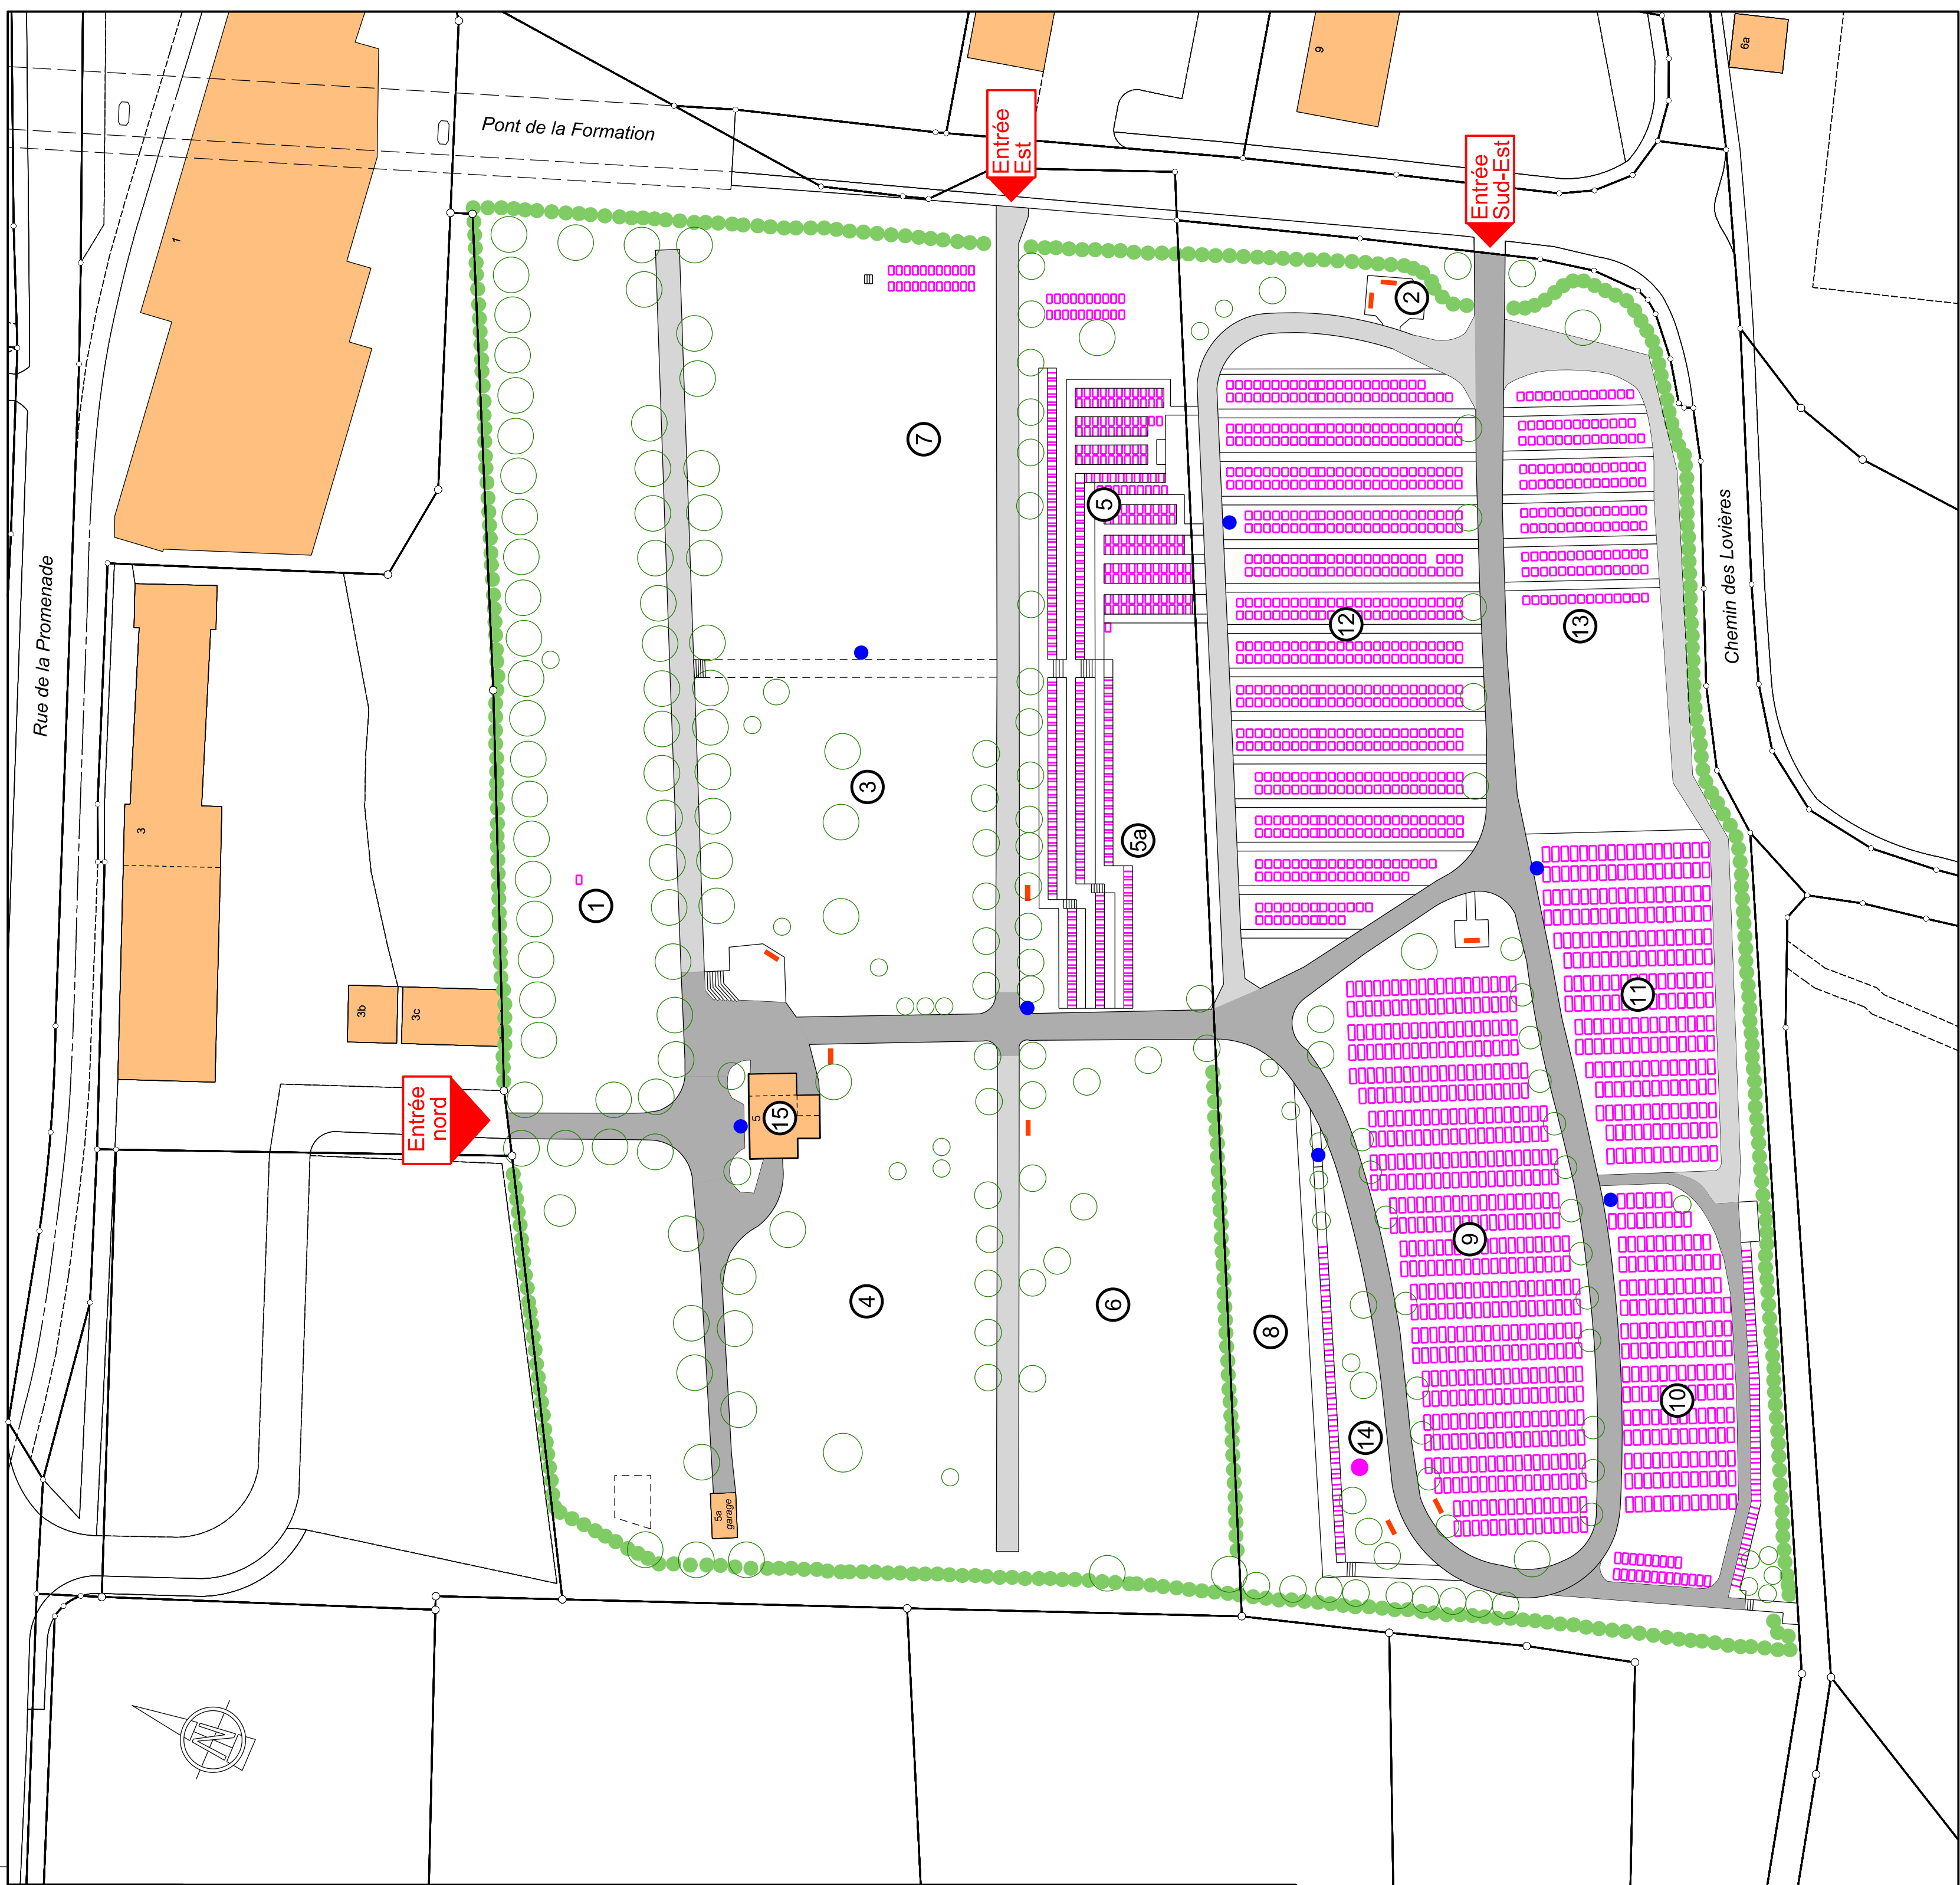 Rue de la Promenade
Pont de la Formation
Chemin des Lovières
Entrée
nord
Entrée
Est
Entrée
Sud-Est
1
3
3b
3c
9
6a
5
5a
garage
1
2
3
4
5
5a
6
7
8
9
10
11
12
13
14
15
N